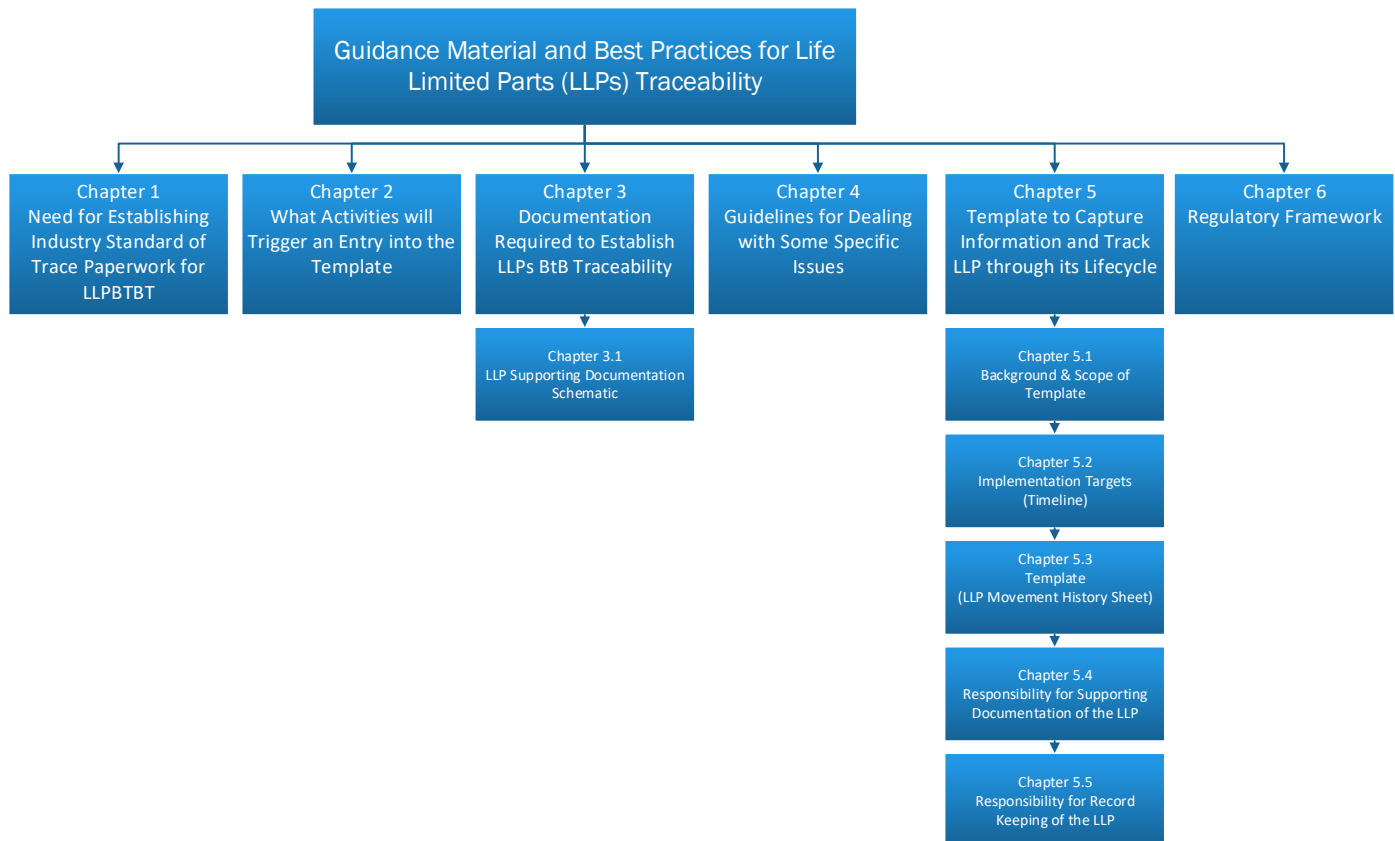 Guidance Material and Best Practices for Life
Limited Parts (LLPs) Traceability
Chapter 1
Need for Establishing
Industry Standard of
Trace Paperwork for
LLPBTBT
Chapter 2
What Activities will
Trigger an Entry into the
Template
Chapter 3
Documentation
Required to Establish
LLPs BtB Traceability
Chapter 4
Guidelines for Dealing
with Some Specific
Issues
Chapter 5
Template to Capture
Information and Track
LLP through its Lifecycle
Chapter 6
Regulatory Framework
Chapter 3.1
LLP Supporting Documentation
Schematic
Chapter 5.1
Background & Scope of
Template
Chapter 5.2
Implementation Targets
(Timeline)
Chapter 5.3
Template
(LLP Movement History Sheet)
Chapter 5.4
Responsibility for Supporting
Documentation of the LLP
Chapter 5.5
Responsibility for Record
Keeping of the LLP